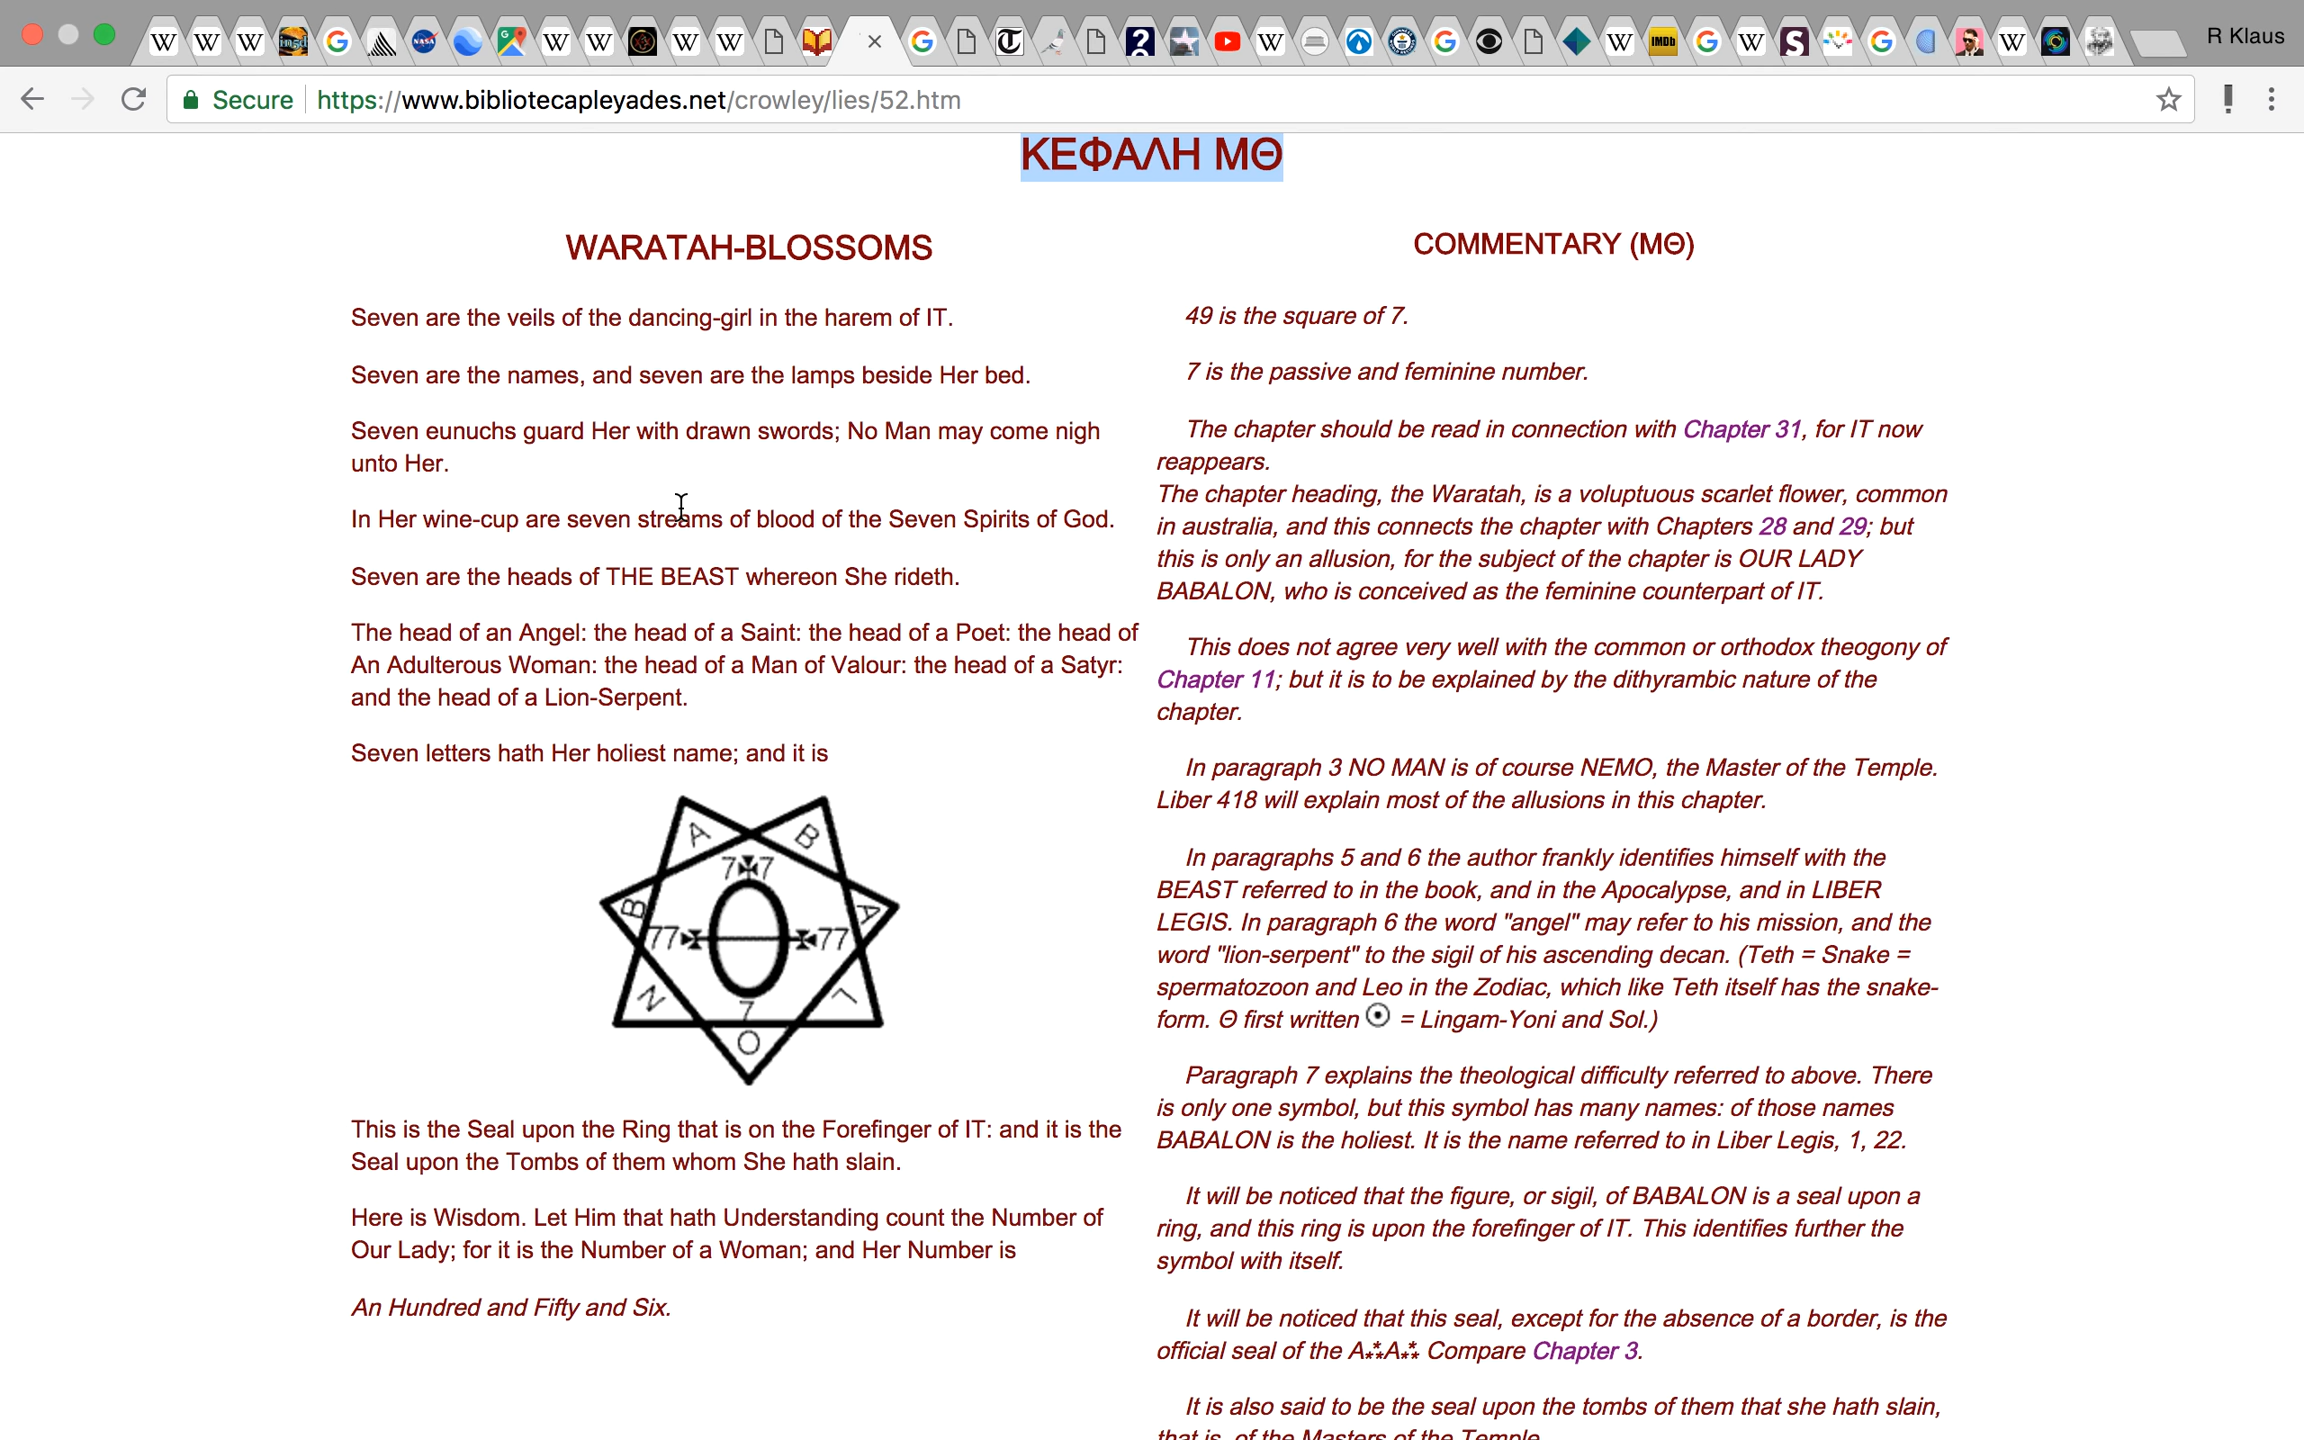 R Klaus
Secure https://www.bibliotecapleyades.net/crowley/lies/52.htm
ΚΕΦΑΛΗ ΜΘ
WARATAH-BLOSSOMS
Seven are the veils of the dancing-girl in the harem of IT.
Seven are the names, and seven are the lamps beside Her bed.
Seven eunuchs guard Her with drawn swords; No Man may come nigh
unto Her.
In Her wine-cup are seven streams of blood of the Seven Spirits of God.
Seven are the heads of THE BEAST whereon She rideth.
The head of an Angel: the head of a Saint: the head of a Poet: the head of
An Adulterous Woman: the head of a Man of Valour: the head of a Satyr:
and the head of a Lion-Serpent.
Seven letters hath Her holiest name; and it is
A B
7 7
B A
77 77
N L
7
O
This is the Seal upon the Ring that is on the Forefinger of IT: and it is the
Seal upon the Tombs of them whom She hath slain.
Here is Wisdom. Let Him that hath Understanding count the Number of
Our Lady; for it is the Number of a Woman; and Her Number is
An Hundred and Fifty and Six.
COMMENTARY (ΜΘ)
49 is the square of 7.
7 is the passive and feminine number.
The chapter should be read in connection with Chapter 31, for IT now
reappears.
The chapter heading, the Waratah, is a voluptuous scarlet flower, common
in australia, and this connects the chapter with Chapters 28 and 29; but
this is only an allusion, for the subject of the chapter is OUR LADY
BABALON, who is conceived as the feminine counterpart of IT.
This does not agree very well with the common or orthodox theogony of
Chapter 11; but it is to be explained by the dithyrambic nature of the
chapter.
In paragraph 3 NO MAN is of course NEMO, the Master of the Temple.
Liber 418 will explain most of the allusions in this chapter.
In paragraphs 5 and 6 the author frankly identifies himself with the
BEAST referred to in the book, and in the Apocalypse, and in LIBER
LEGIS. In paragraph 6 the word "angel" may refer to his mission, and the
word "lion-serpent" to the sigil of his ascending decan. (Teth = Snake =
spermatozoon and Leo in the Zodiac, which like Teth itself has the snake-
form. Θ first written ☉ = Lingam-Yoni and Sol.)
Paragraph 7 explains the theological difficulty referred to above. There
is only one symbol, but this symbol has many names: of those names
BABALON is the holiest. It is the name referred to in Liber Legis, 1, 22.
It will be noticed that the figure, or sigil, of BABALON is a seal upon a
ring, and this ring is upon the forefinger of IT. This identifies further the
symbol with itself.
It will be noticed that this seal, except for the absence of a border, is the
official seal of the A⁂A⁂ Compare Chapter 3.
It is also said to be the seal upon the tombs of them that she hath slain,
that is, of the Masters of the Temple.